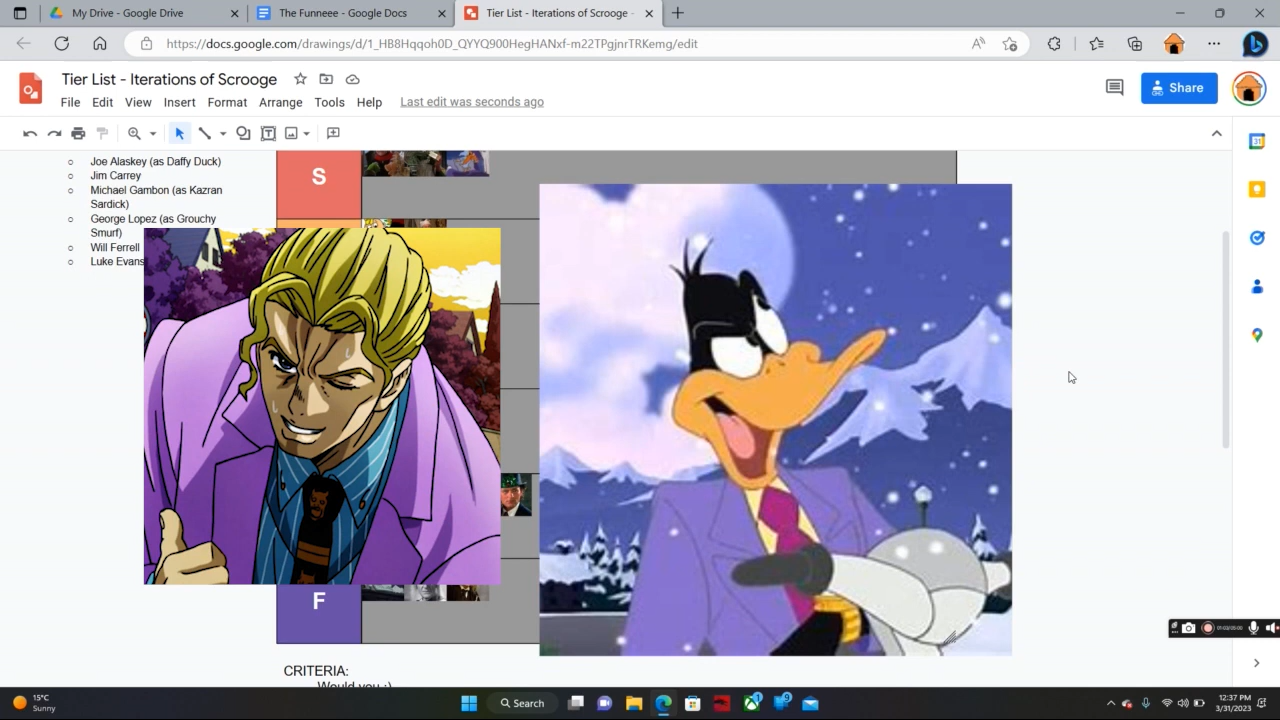 My Drive - Google Drive
The Funneee - Google Docs
Tier List - Iterations of Scrooge -
https://docs.google.com/drawings/d/1_HB8Hqqoh0D_QYYQ900HegHANxf-m22TPgjnrTRKemg/edit
Tier List - Iterations of Scrooge
Share
File Edit View Insert Format Arrange Tools Help Last edit was seconds ago
Joe Alaskey (as Daffy Duck)
Jim Carrey
Michael Gambon (as Kazran
Sardick)
George Lopez (as Grouchy
Smurf)
Will Ferrell
Luke Evans
S
F
CRITERIA:
15°C
Sunny
Search
12:37 PM
3/31/2023